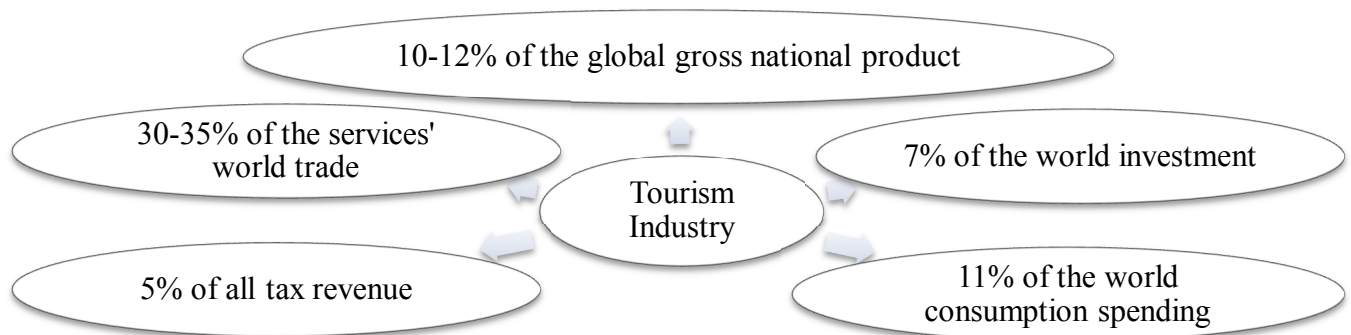 10-12% of the global gross national product
30-35% of the services'
world trade
7% of the world investment
Tourism
Industry
5% of all tax revenue
11% of the world
consumption spending